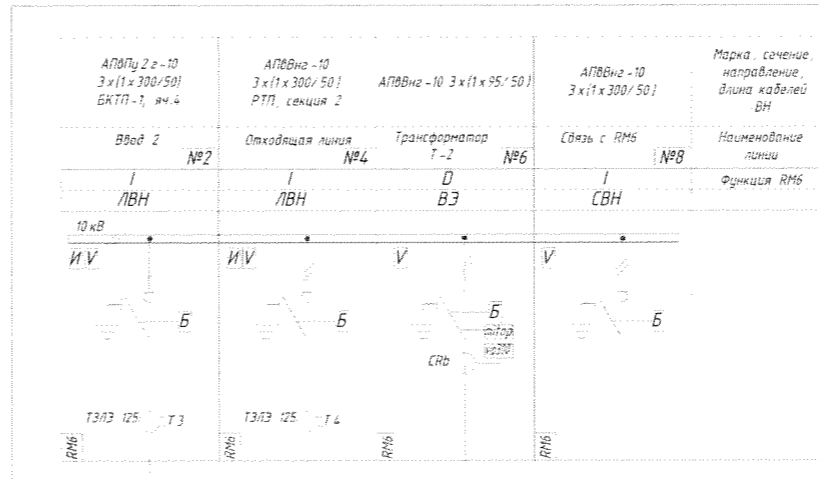 АПвПу 2г-10
3х(1х300/50)
БКТП-1, яч.4
АПвВнг-10
3х(1х300/50)
РТП, секция 2
АПвВнг-10 3х(1х95/50)
АПвВнг-10
3х(1х300/50)
Марка, сечение,
направление,
длина кабелей
ВН
Ввод 2
№2
Отходящая линия
№4
Трансформатор
Т-2
№6
Связь с RM6
№8
Наименование
линии
I
I
D
I
Функция RM6
ЛВН
ЛВН
ВЭ
СВН
10 кВ
И V
И V
V
V
Б
Б
Б
Б
CRb
ТЗЛЭ 125
Т3
ТЗЛЭ 125
Т4
RM6
RM6
RM6
RM6